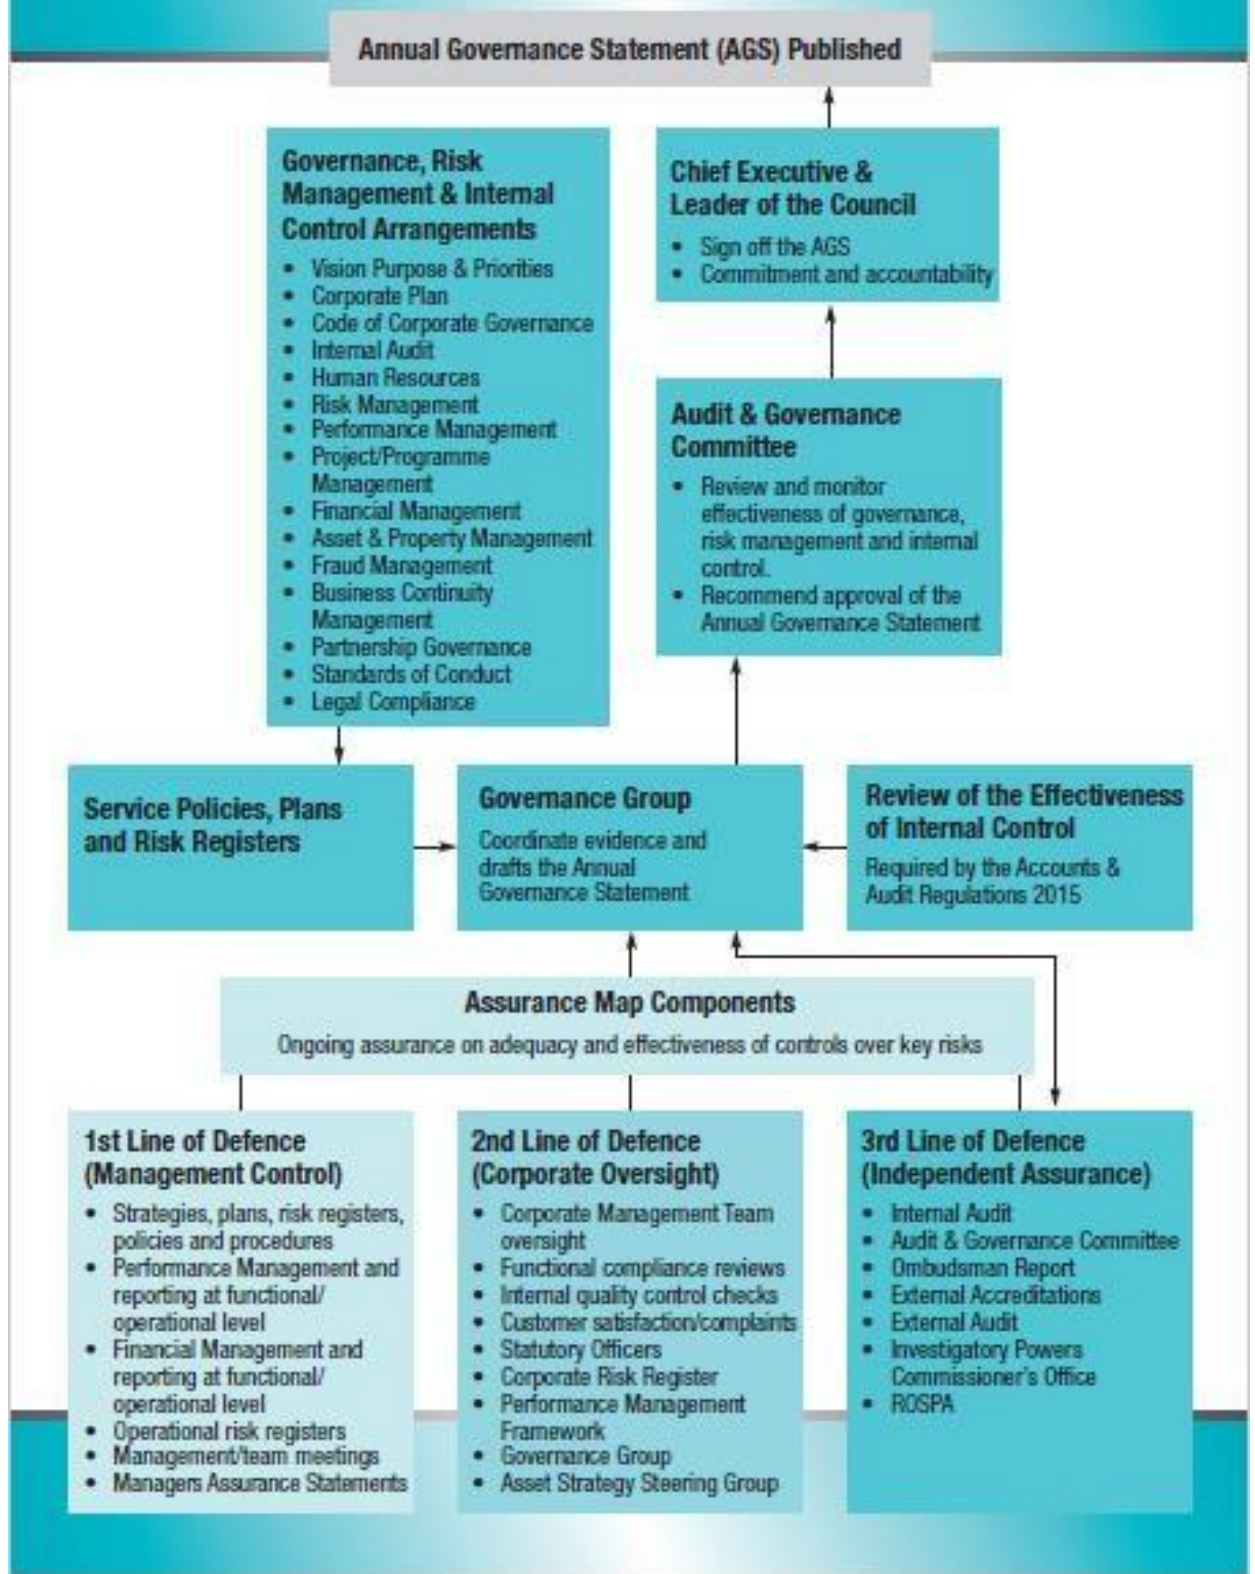 Annual Governance Statement (AGS) Published
Governance, Risk
Management & Internal
Control Arrangements
• Vision Purpose & Priorities
• Corporate Plan
• Code of Corporate Governance
• Internal Audit
• Human Resources
• Risk Management
• Performance Management
• Project/Programme
Management
• Financial Management
• Asset & Property Management
• Fraud Management
• Business Continuity
Management
• Partnership Governance
• Standards of Conduct
• Legal Compliance
Chief Executive &
Leader of the Council
• Sign off the AGS
• Commitment and accountability
Audit & Governance
Committee
• Review and monitor
effectiveness of governance,
risk management and internal
control.
• Recommend approval of the
Annual Governance Statement
Service Policies, Plans
and Risk Registers
Governance Group
Coordinate evidence and
drafts the Annual
Governance Statement
Review of the Effectiveness
of Internal Control
Required by the Accounts &
Audit Regulations 2015
Assurance Map Components
Ongoing assurance on adequacy and effectiveness of controls over key risks
1st Line of Defence
(Management Control)
• Strategies, plans, risk registers,
policies and procedures
• Performance Management and
reporting at functional/
operational level
• Financial Management and
reporting at functional/
operational level
• Operational risk registers
• Management/team meetings
• Managers Assurance Statements
2nd Line of Defence
(Corporate Oversight)
• Corporate Management Team
oversight
• Functional compliance reviews
• Internal quality control checks
• Customer satisfaction/complaints
• Statutory Officers
• Corporate Risk Register
• Performance Management
Framework
• Governance Group
• Asset Strategy Steering Group
3rd Line of Defence
(Independent Assurance)
• Internal Audit
• Audit & Governance Committee
• Ombudsman Report
• External Accreditations
• External Audit
• Investigatory Powers
Commissioner's Office
• ROSPA